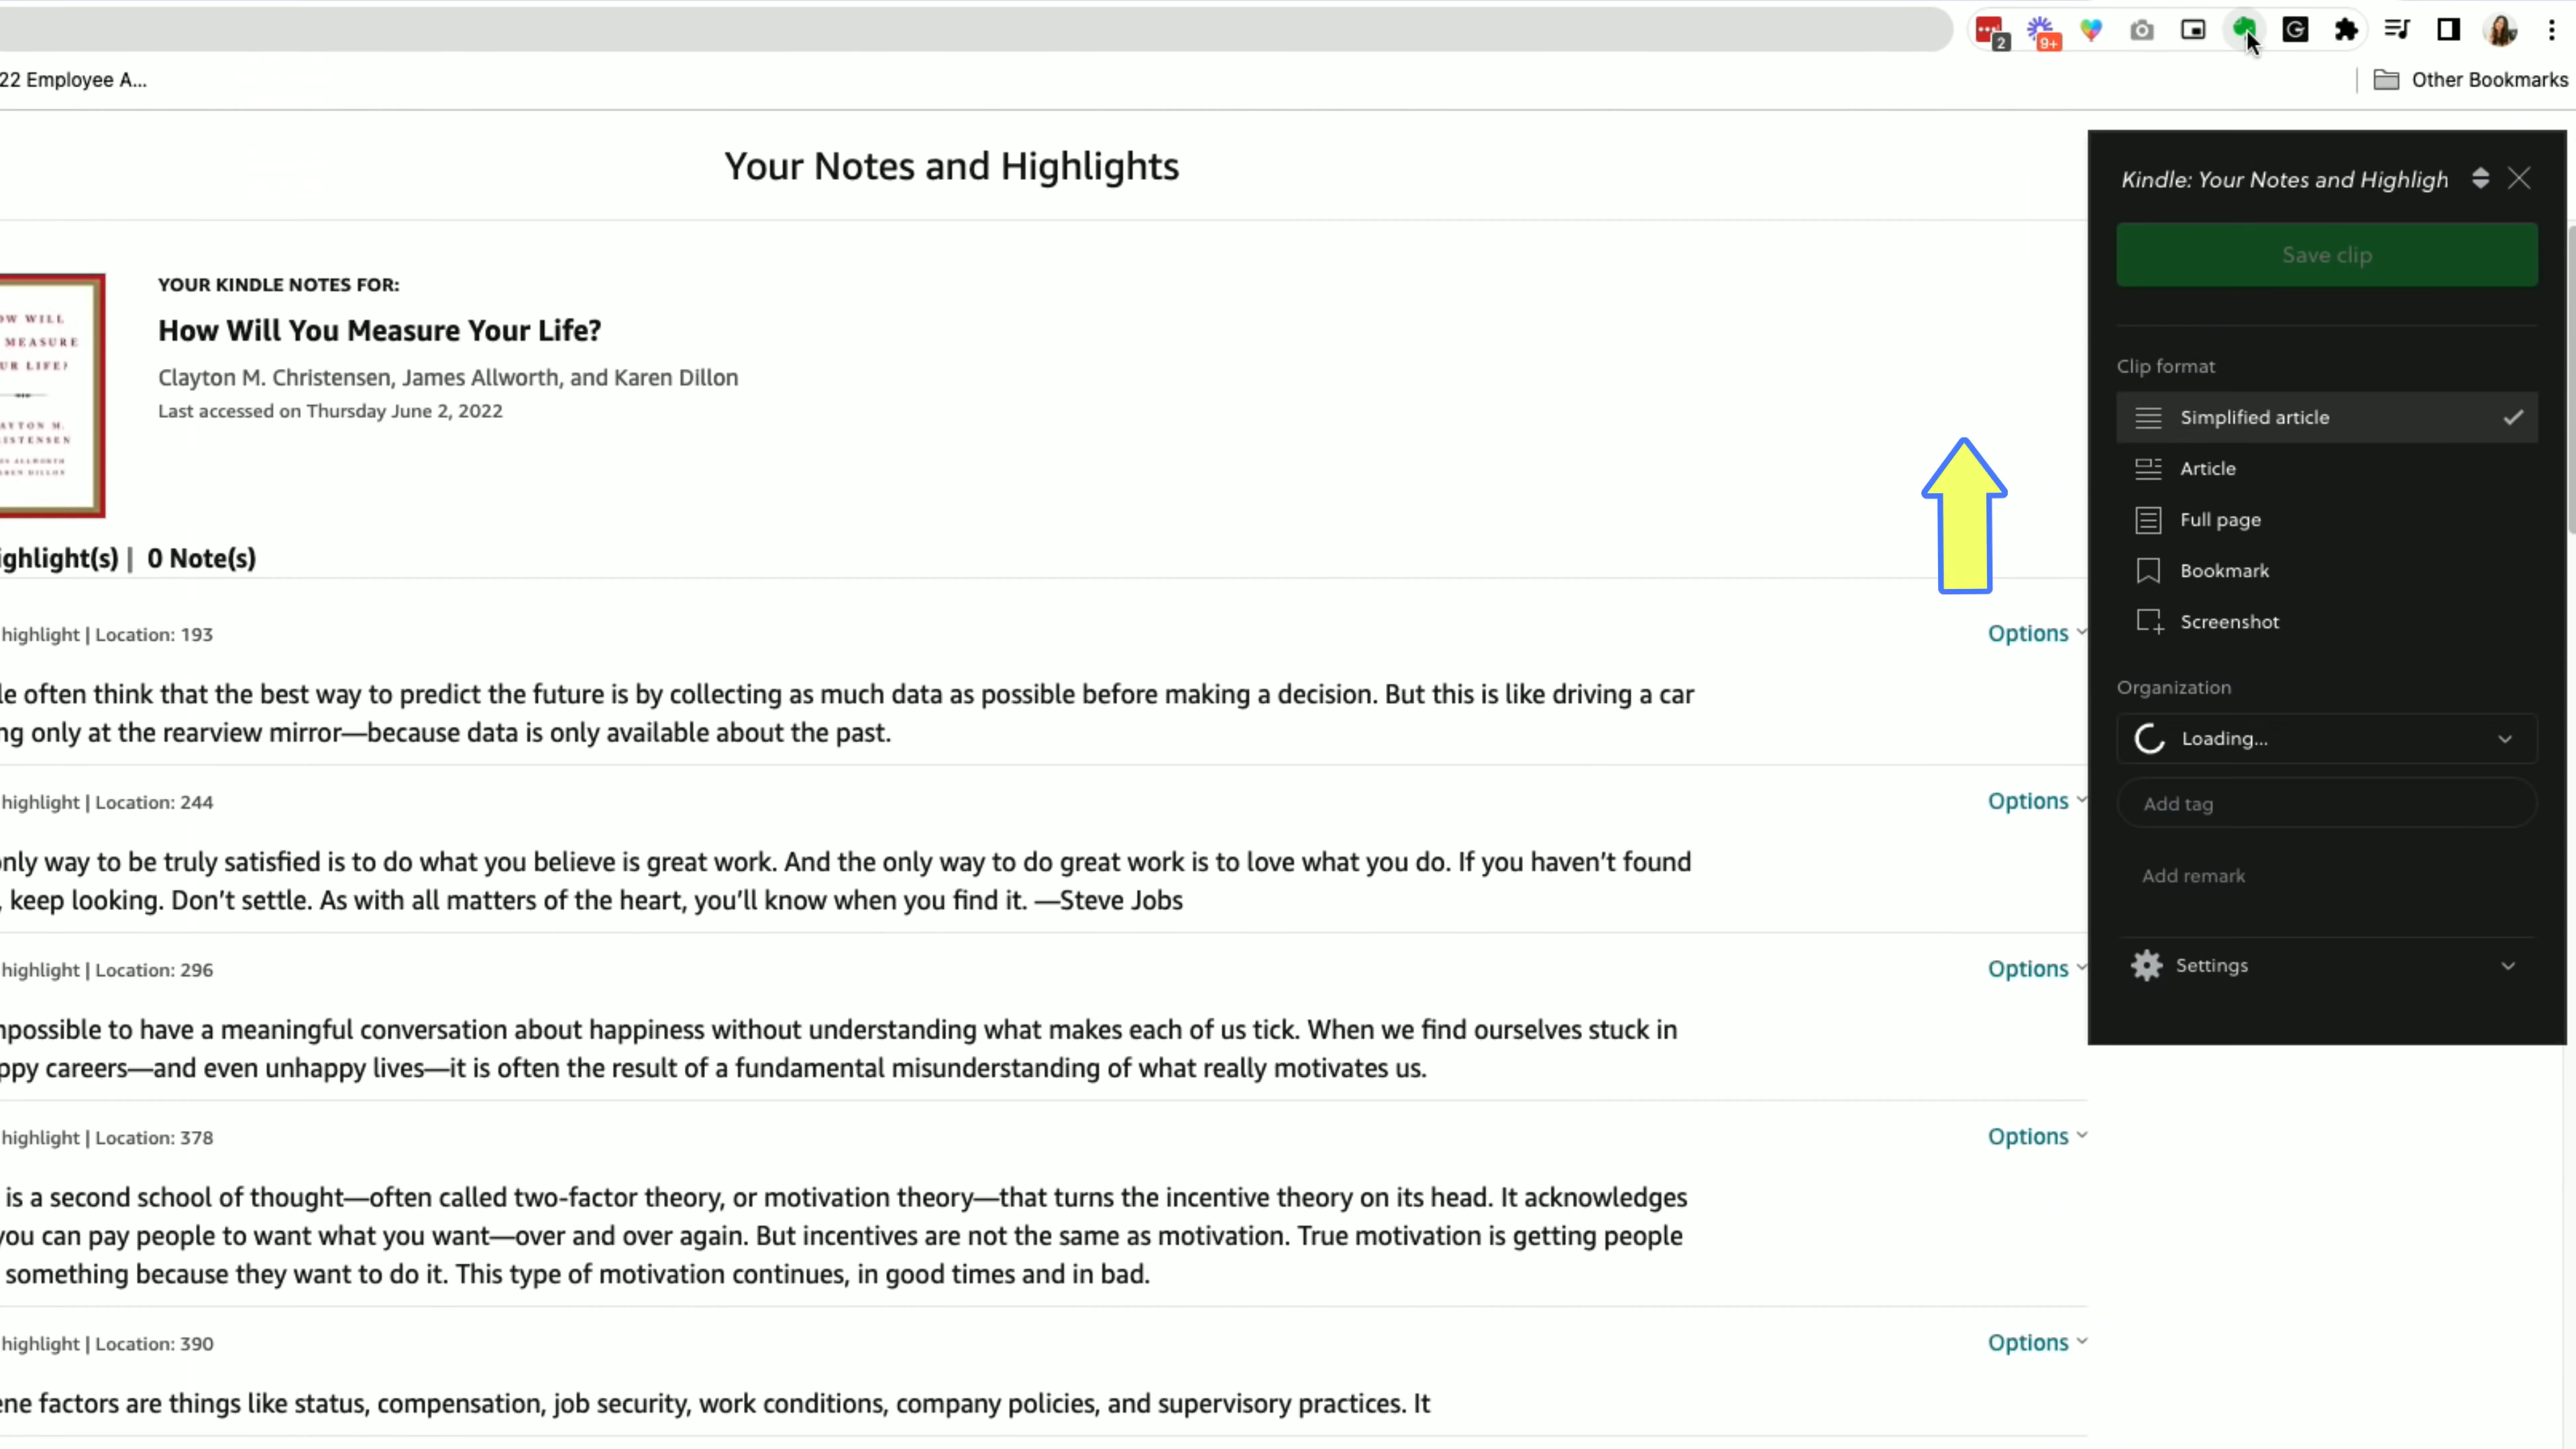 2
9+
22 Employee A...
Other Bookmarks
Your Notes and Highlights
Kindle: Your Notes and Highligh
Save clip
OW WILL
MEASURE
UR LIFE?
AYTON M.
RISTENSEN
YOUR KINDLE NOTES FOR:
How Will You Measure Your Life?
Clayton M. Christensen, James Allworth, and Karen Dillon
Last accessed on Thursday June 2, 2022
Clip format
Simplified article
Article
Full page
Bookmark
Screenshot
Organization
Loading...
Add tag
Add remark
Settings
ighlight(s) | 0 Note(s)
highlight | Location: 193
Options
le often think that the best way to predict the future is by collecting as much data as possible before making a decision. But this is like driving a car
ng only at the rearview mirror—because data is only available about the past.
highlight | Location: 244
Options
only way to be truly satisfied is to do what you believe is great work. And the only way to do great work is to love what you do. If you haven’t found
, keep looking. Don’t settle. As with all matters of the heart, you’ll know when you find it. —Steve Jobs
highlight | Location: 296
Options
mpossible to have a meaningful conversation about happiness without understanding what makes each of us tick. When we find ourselves stuck in
ppy careers—and even unhappy lives—it is often the result of a fundamental misunderstanding of what really motivates us.
highlight | Location: 378
Options
is a second school of thought—often called two-factor theory, or motivation theory—that turns the incentive theory on its head. It acknowledges
you can pay people to want what you want—over and over again. But incentives are not the same as motivation. True motivation is getting people
something because they want to do it. This type of motivation continues, in good times and in bad.
highlight | Location: 390
Options
ene factors are things like status, compensation, job security, work conditions, company policies, and supervisory practices. It